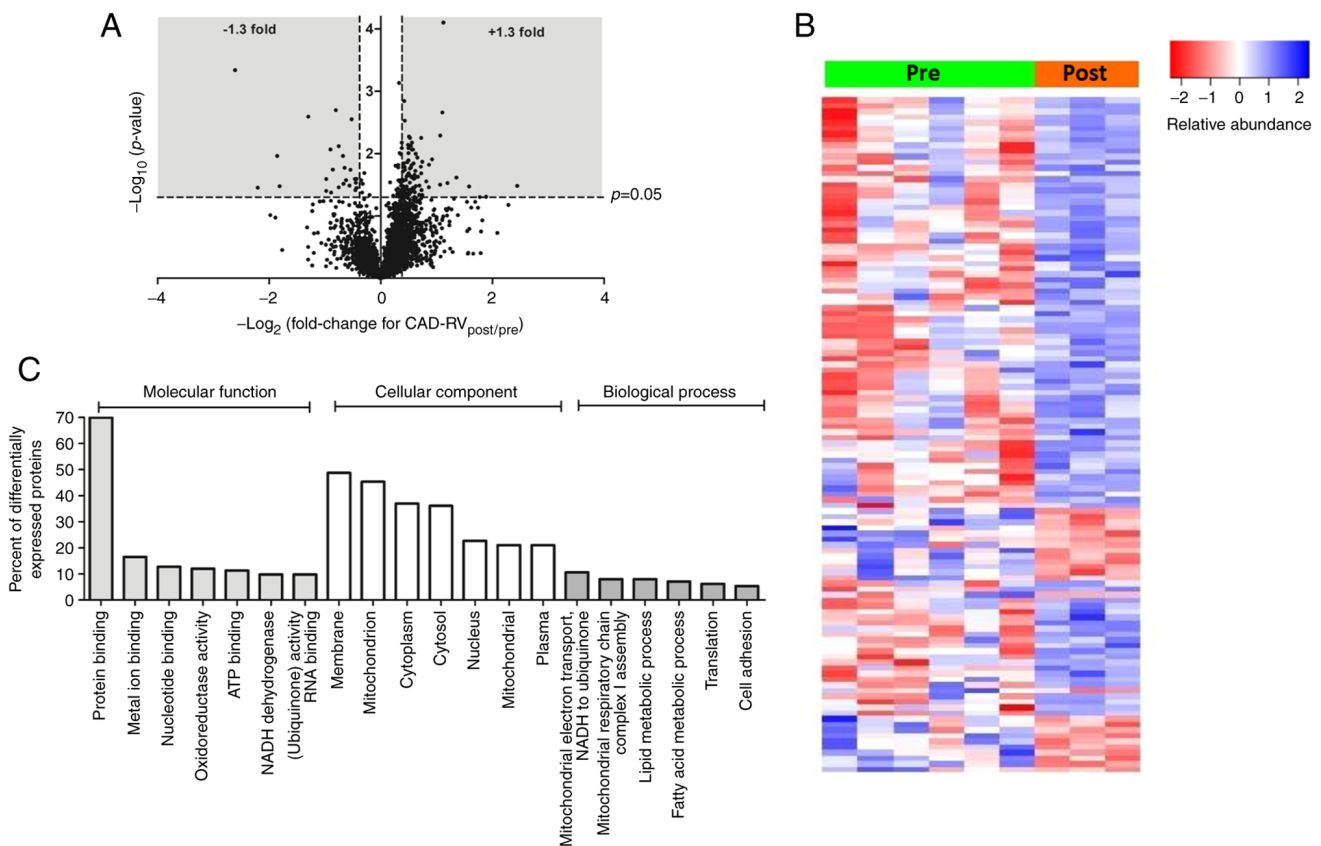 A
-1.3 fold
+1.3 fold
4
3
2
–Log10 (p-value)
p=0.05
–4
–2
0
2
4
–Log2 (fold-change for CAD-RVpost/pre)
B
Pre
Post
–2
–1
0
1
2
Relative abundance
C
Molecular function
Cellular component
Biological process
70
60
50
40
30
20
10
0
Percent of differentially
expressed proteins
Protein binding
Metal ion binding
Nucleotide binding
Oxidoreductase activity
ATP binding
NADH dehydrogenase
(Ubiquinone) activity
RNA binding
Membrane
Mitochondrion
Cytoplasm
Cytosol
Nucleus
Mitochondrial
Plasma
Mitochondrial electron transport,
NADH to ubiquinone
Mitochondrial respiratory chain
complex I assembly
Lipid metabolic process
Fatty acid metabolic process
Translation
Cell adhesion